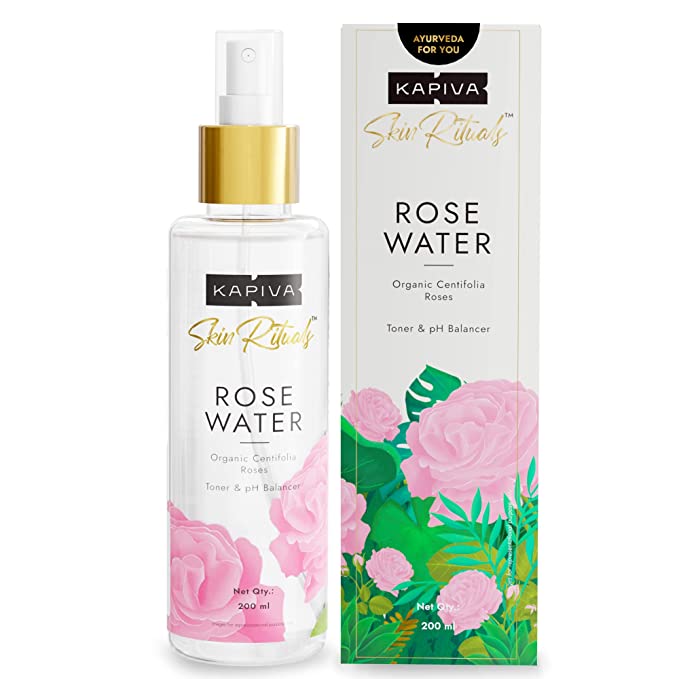 KAPIVA
Skin Rituals™
ROSE
WATER
Organic Centifolia
Roses
Toner & pH Balancer
Net Qty.:
200 ml
AYURVEDA
FOR YOU
KAPIVA
Skin Rituals™
ROSE
WATER
Organic Centifolia
Roses
Toner & pH Balancer
Net Qty.:
200 ml